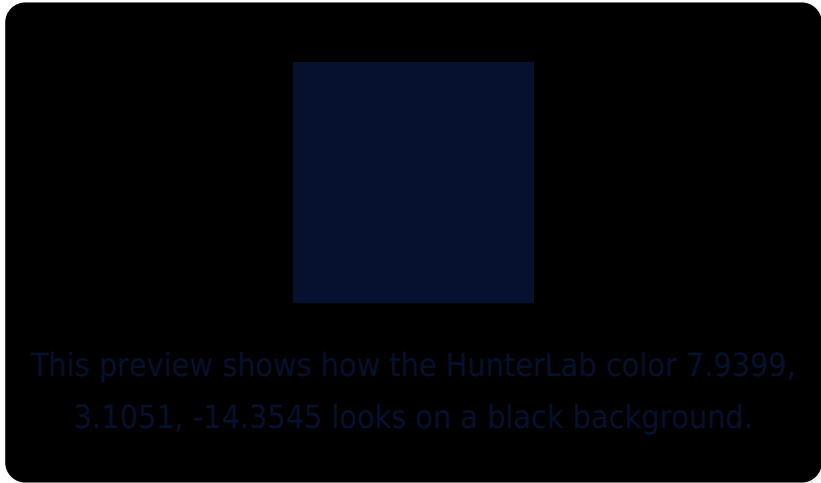 This preview shows how the HunterLab color 7.9399,
3.1051, -14.3545 looks on a black background.